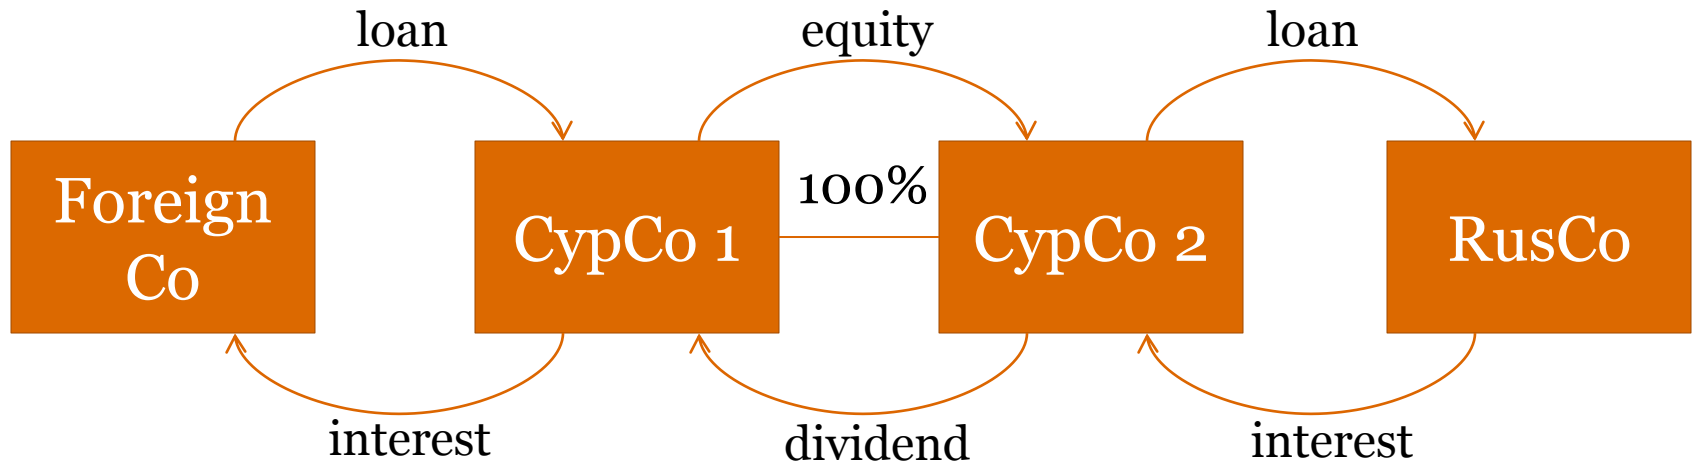 loan
equity
loan
Foreign
Co
CypCo 1
100%
CypCo 2
RusCo
interest
dividend
interest